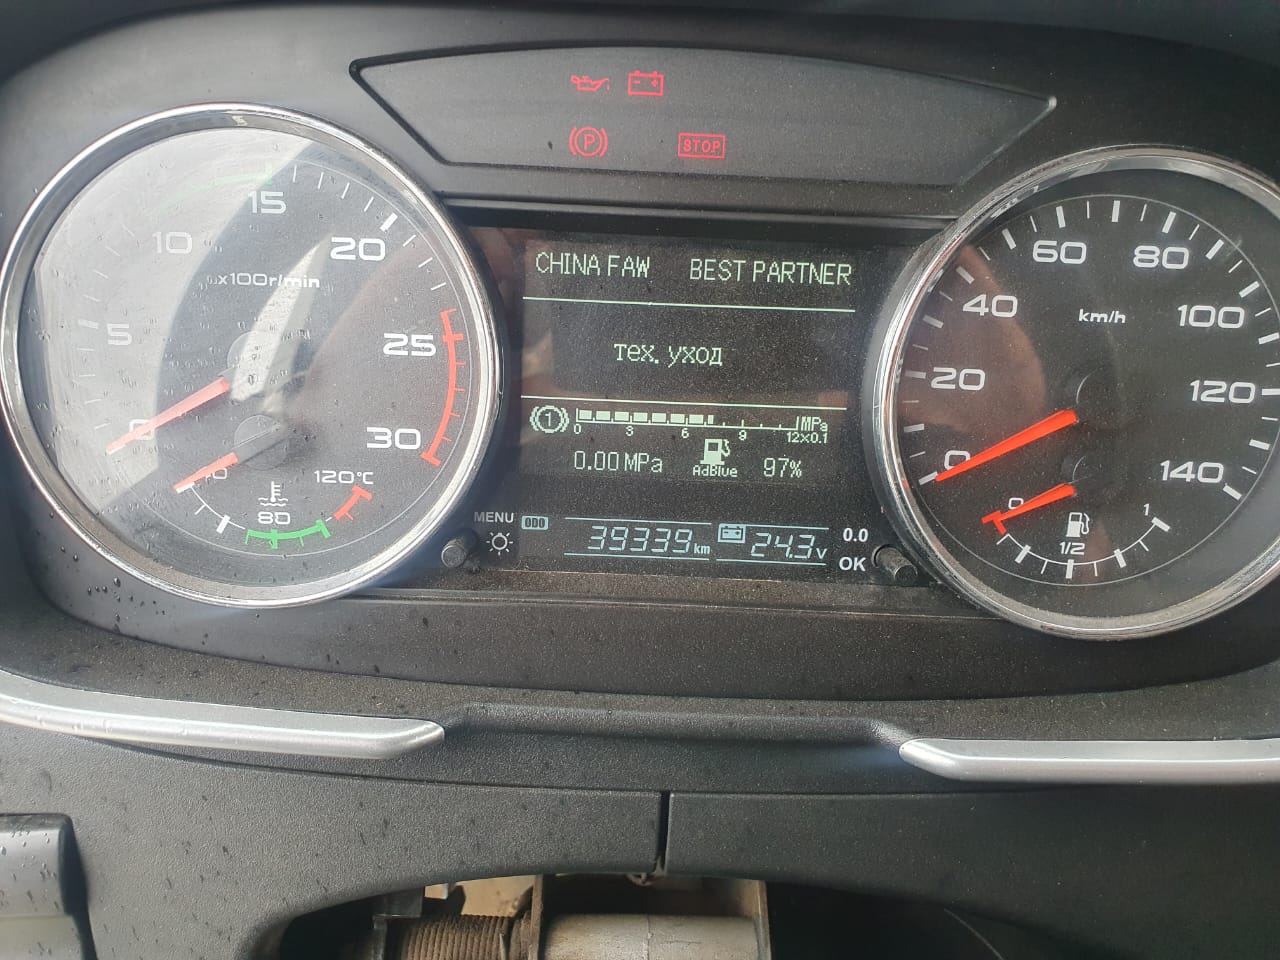 STOP
5
10
15
20
25
30
x100r/min
0
40
80
120°C
CHINA FAW BEST PARTNER
тех. уход
1
0 3 6 9 12x0.1
MPa
0.00 MPa
AdBlue
97%
MENU
ODO
39339 km
24.3 V
0.0
OK
0
20
40
60
80
100
120
140
km/h
0
1/2
1
P